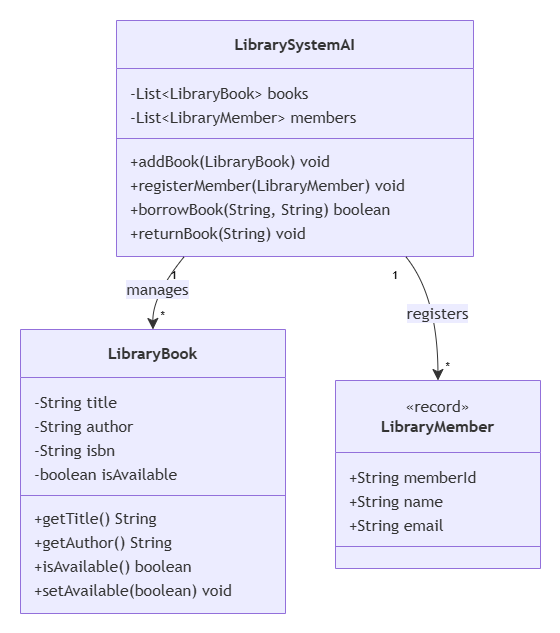 LibrarySystemAI
-List<LibraryBook> books
-List<LibraryMember> members
+addBook(LibraryBook) void
+registerMember(LibraryMember) void
+borrowBook(String, String) boolean
+returnBook(String) void
1
manages
*
1
registers
*
LibraryBook
-String title
-String author
-String isbn
-boolean isAvailable
+getTitle() String
+getAuthor() String
+isAvailable() boolean
+setAvailable(boolean) void
«record»
LibraryMember
+String memberId
+String name
+String email